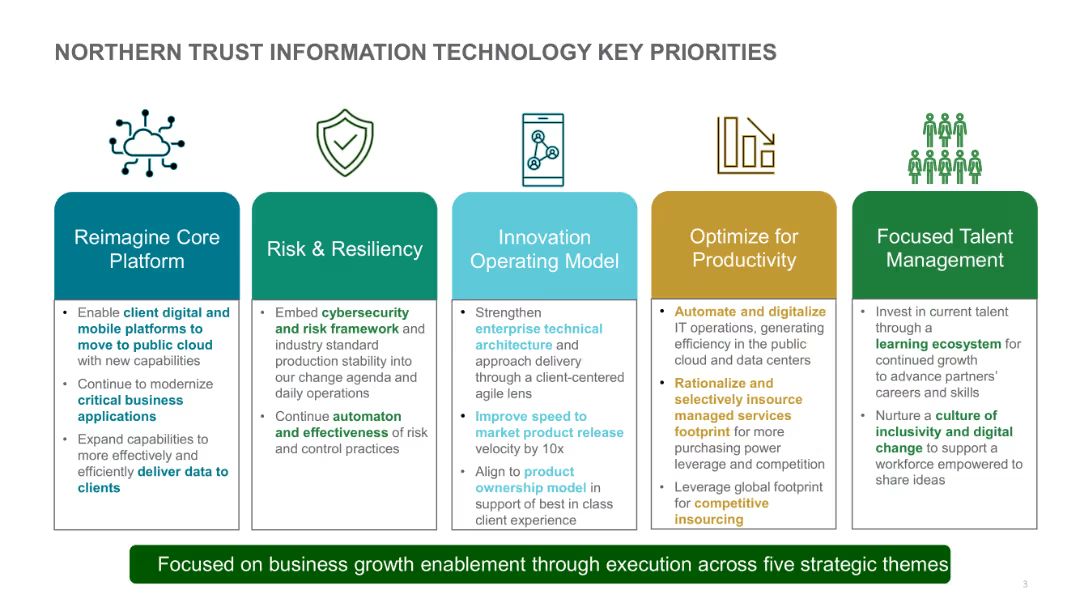 NORTHERN TRUST INFORMATION TECHNOLOGY KEY PRIORITIES
Reimagine Core
Platform
• Enable client digital and
mobile platforms to
move to public cloud
with new capabilities
• Continue to modernize
critical business
applications
• Expand capabilities to
more effectively and
efficiently deliver data to
clients
Risk & Resiliency
• Embed cybersecurity
and risk framework and
industry standard
production stability into
our change agenda and
daily operations
• Continue automaton
and effectiveness of risk
and control practices
Innovation
Operating Model
• Strengthen
enterprise technical
architecture and
approach delivery
through a client-centered
agile lens
• Improve speed to
market product release
velocity by 10x
• Align to product
ownership model in
support of best in class
client experience
Optimize for
Productivity
• Automate and digitalize
IT operations, generating
efficiency in the public
cloud and data centers
• Rationalize and
selectively insource
managed services
footprint for more
purchasing power
leverage and competition
• Leverage global footprint
for competitive
insourcing
Focused Talent
Management
• Invest in current talent
through a
learning ecosystem for
continued growth
to advance partners'
careers and skills
• Nurture a culture of
inclusivity and digital
change to support a
workforce empowered to
share ideas
Focused on business growth enablement through execution across five strategic themes
3